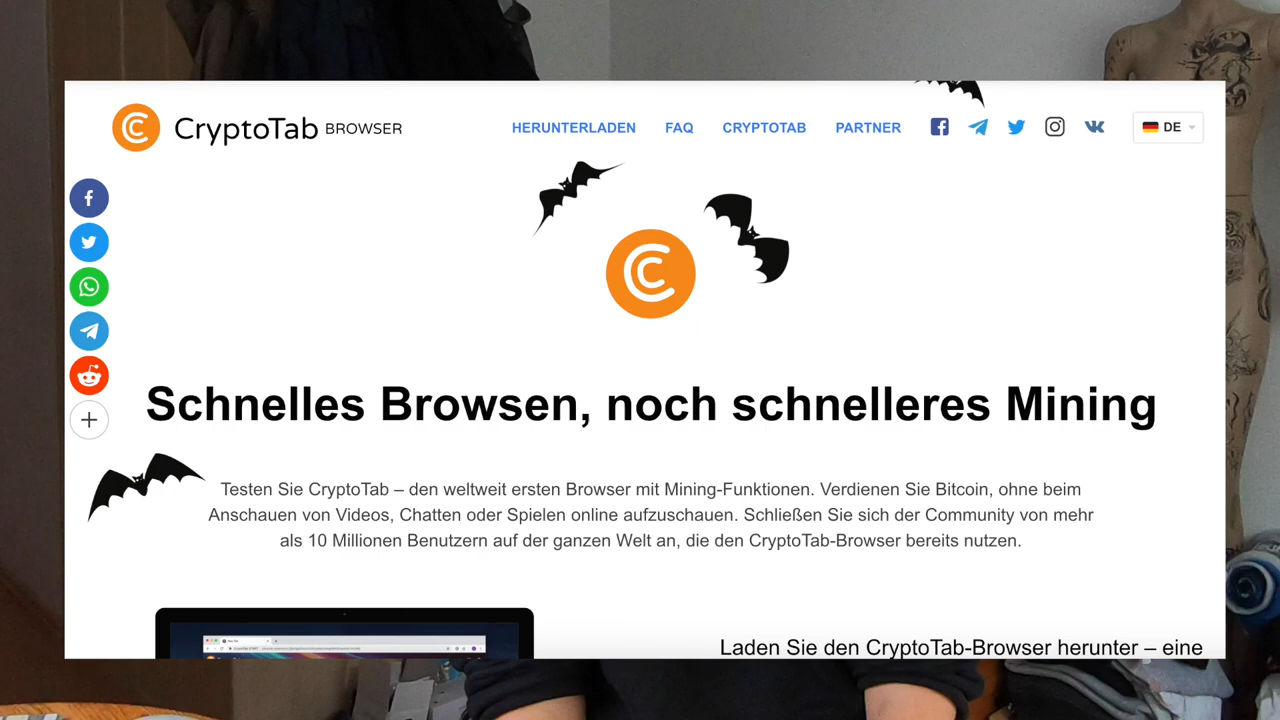 CryptoTab BROWSER
HERUNTERLADEN FAQ CRYPTOTAB PARTNER
DE
Schnelles Browsen, noch schnelleres Mining
Testen Sie CryptoTab – den weltweit ersten Browser mit Mining-Funktionen. Verdienen Sie Bitcoin, ohne beim
Anschauen von Videos, Chatten oder Spielen online aufzuschauen. Schließen Sie sich der Community von mehr
als 10 Millionen Benutzern auf der ganzen Welt an, die den CryptoTab-Browser bereits nutzen.
Laden Sie den CryptoTab-Browser herunter – eine